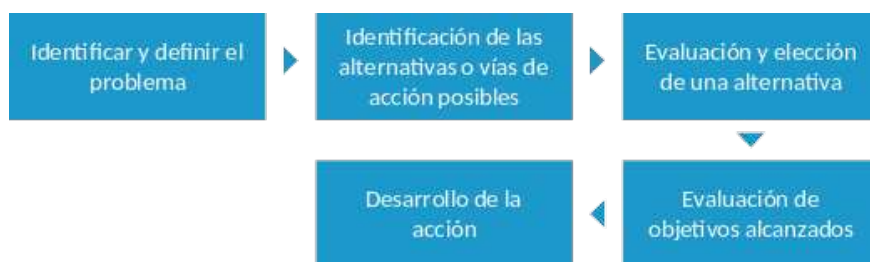 Identificar y definir el
problema
Identificación de las
alternativas o vías de
acción posibles
Evaluación y elección
de una alternativa
Evaluación de
objetivos alcanzados
Desarrollo de la
acción